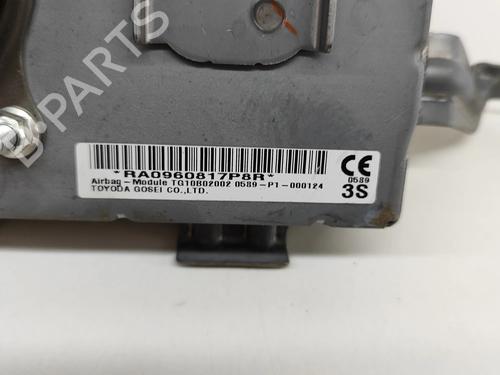 *RA0960817P8R*
Airbag-Module TG10B02002 0589-P1-000124
TOYODA GOSEI CO.,LTD.
CE
0589
3S
B-PARTS